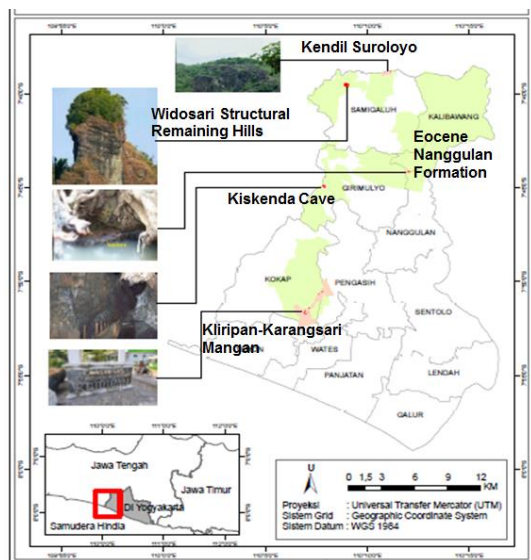 Kendil Suroloyo
Widosari Structural
Remaining Hills
SAMIGALUH
KALIBAWANG
Eocene
Nanggulan
Formation
GIRIMULYO
Kiskenda Cave
NANGGULAN
KOKAP
PENGASIH
SENTOLO
Kliripan-Karangsari
Mangan
WATES
PANJATAN
LENDAH
GALUR
Jawa Tengah
Jawa Timur
DI Yogyakarta
Samudera Hindia
N
0 1,5 3 6 9 12
KM
Proyeksi : Universal Transfer Mercator (UTM)
Sistem Grid : Geographic Coordinate System
Sistem Datum : WGS 1984